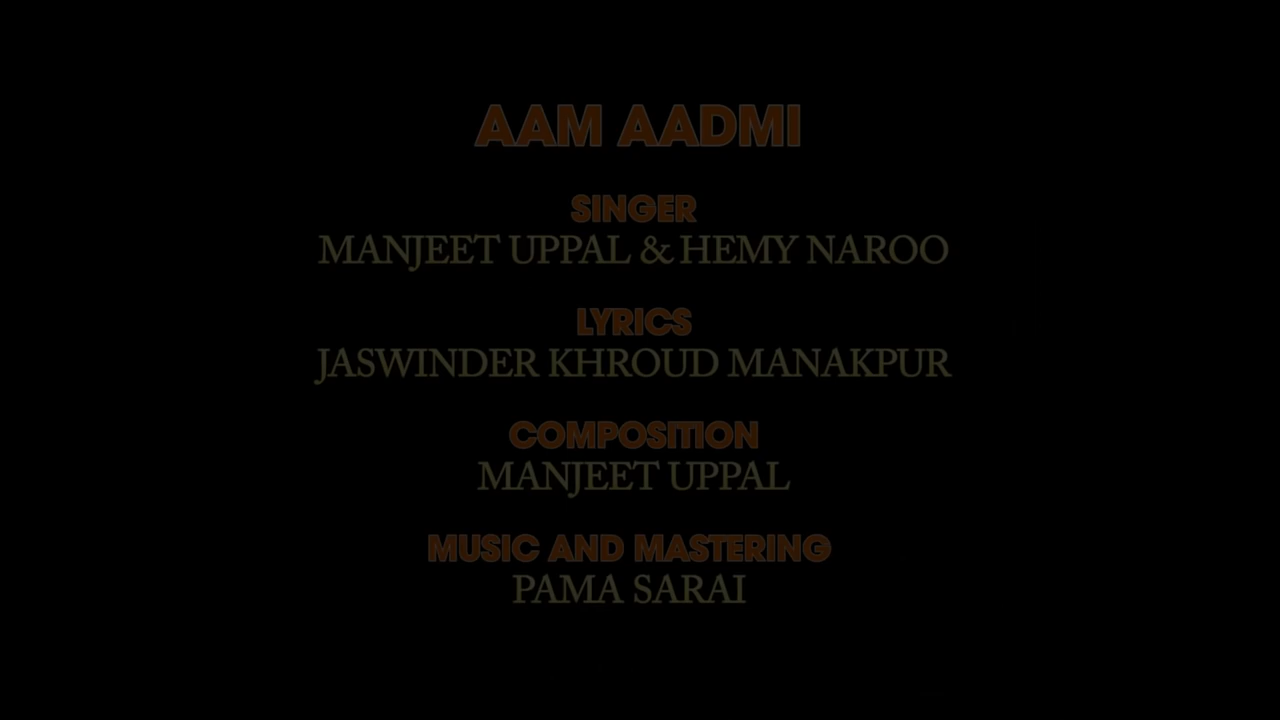 AAM AADMI
SINGER
MANJEET UPPAL & HEMY NAROO
LYRICS
JASWINDER KHROUD MANAKPUR
COMPOSITION
MANJEET UPPAL
MUSIC AND MASTERING
PAMA SARAI